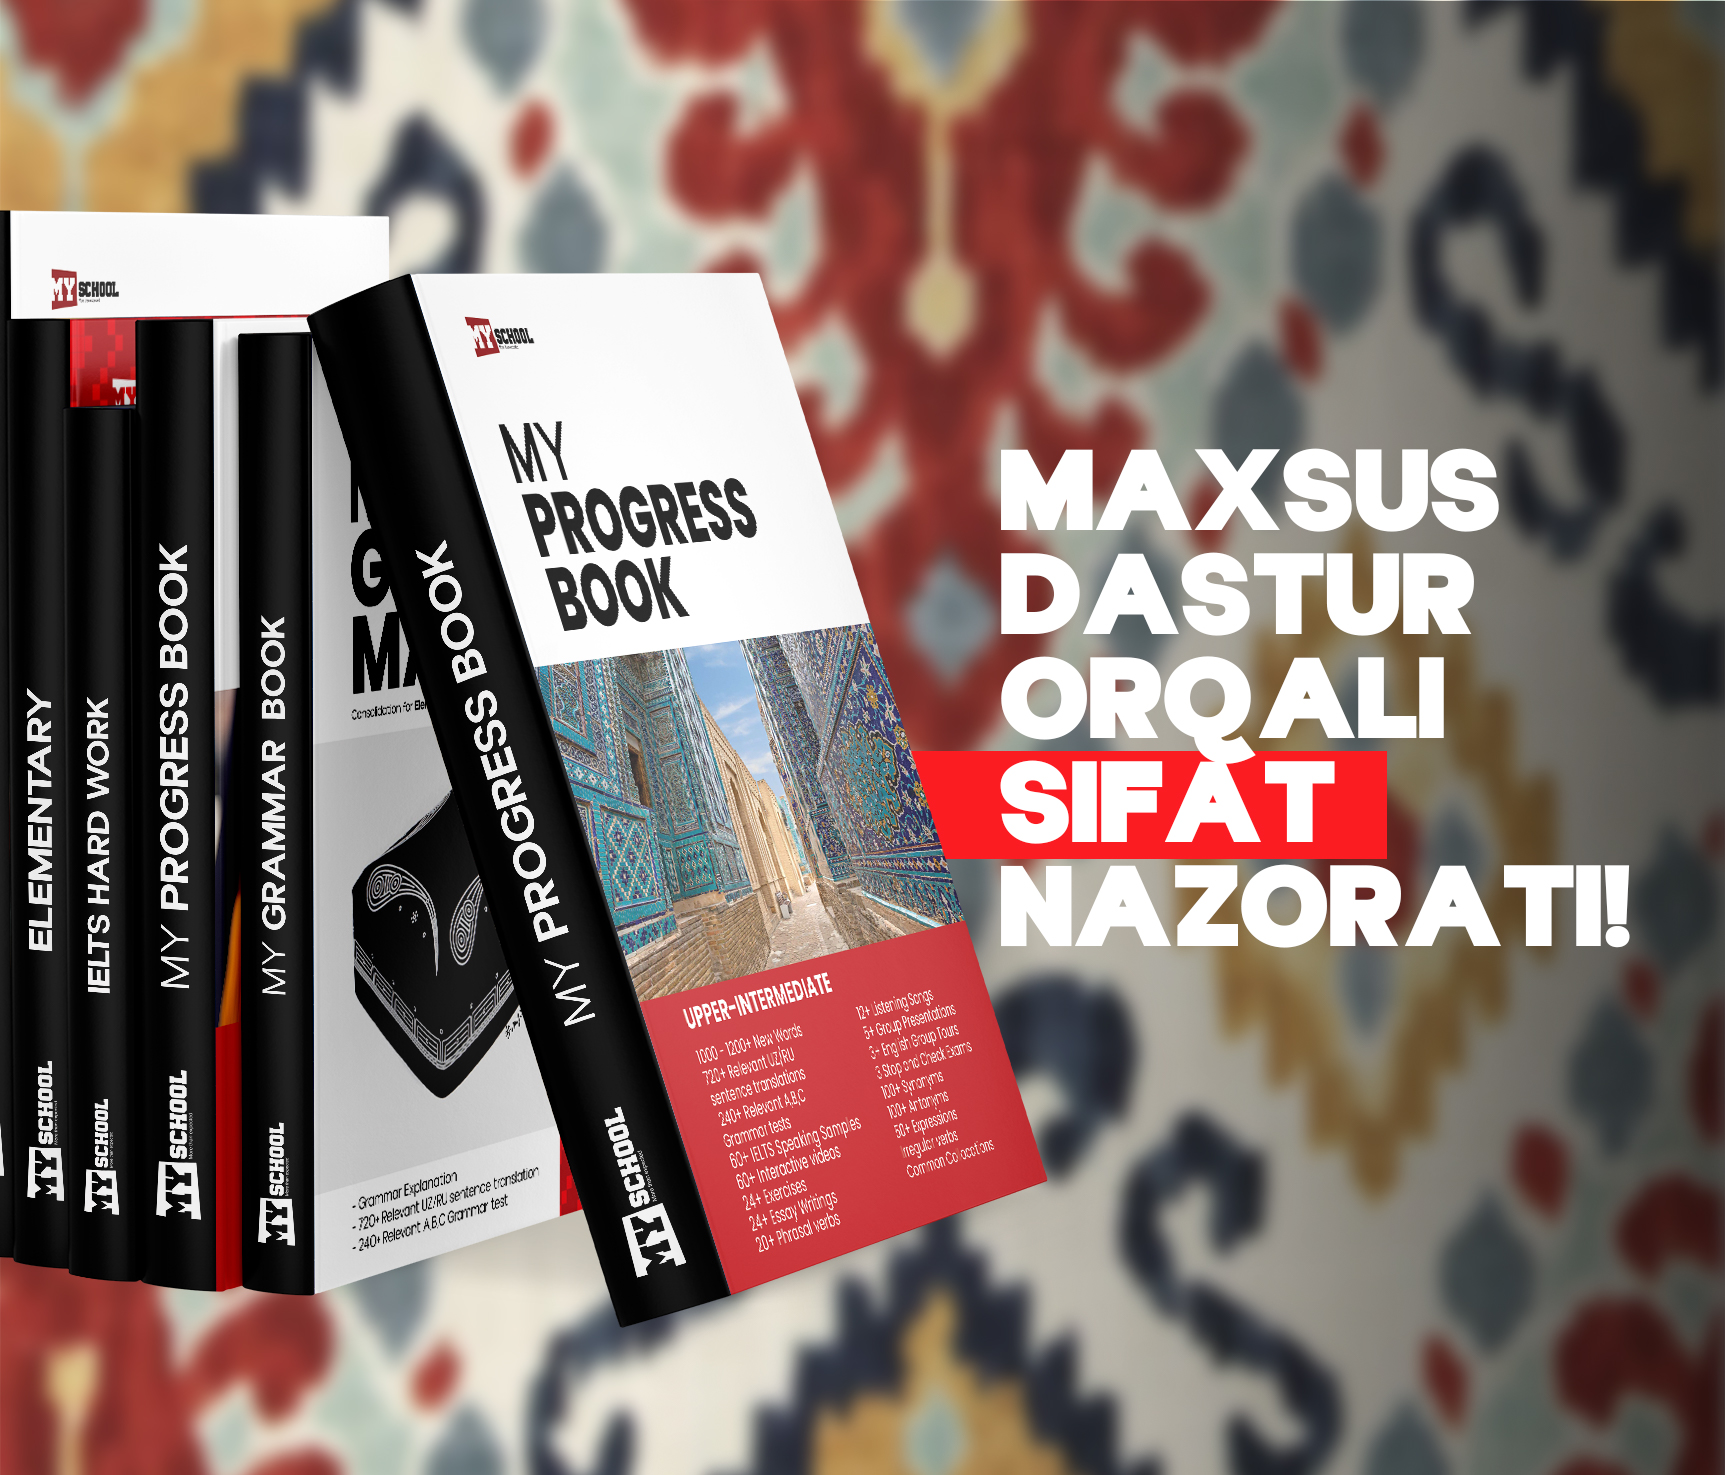 MY SCHOOL
ELEMENTARY
MY SCHOOL
IELTS HARD WORK
MY SCHOOL
MY PROGRESS BOOK
MY SCHOOL
MY GRAMMAR BOOK
MY SCHOOL
Consolidation for
- Grammar Explanation
- 720+ Relevant UZ/RU sentence translation
- 240+ Relevant A,B,C Grammar test
MY PROGRESS BOOK
MY SCHOOL
MY SCHOOL
MY
PROGRESS
BOOK
UPPER-INTERMEDIATE
1000 - 1200+ New Words
720+ Relevant UZ/RU
sentence translations
240+ Relevant A,B,C
Grammar tests
60+ IELTS Speaking Samples
60+ Interactive videos
24+ Exercises
24+ Essay Writings
20+ Phrasal verbs
12+ Listening Songs
5+ Group Presentations
3+ English Group Tours
3 Stop and Check Exams
100+ Synonyms
100+ Antonyms
50+ Expressions
Irregular verbs
Common Collocations
MAXSUS
DASTUR
ORQALI
SIFAT
NAZORATI!